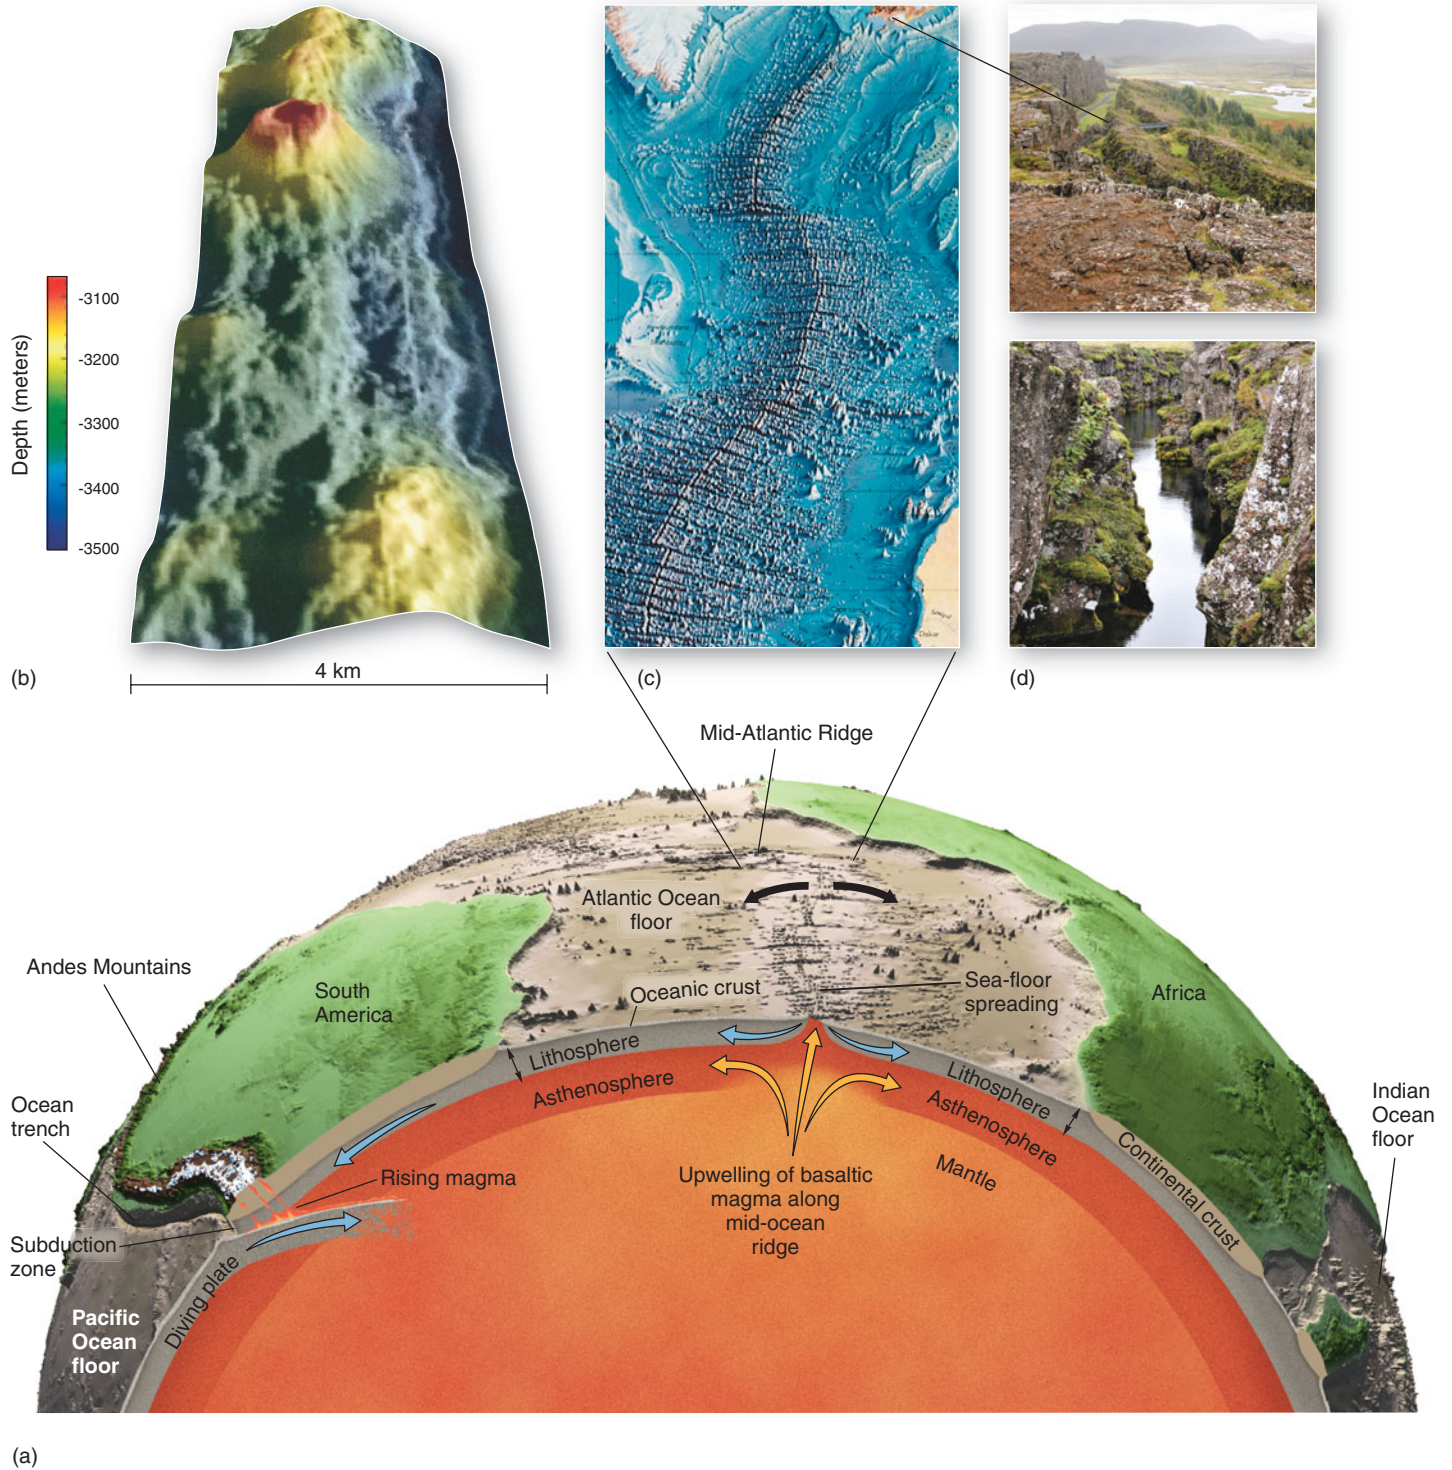 Depth (meters)
-3100
-3200
-3300
-3400
-3500
(b)
4 km
(c)
Senegal
Dakar
(d)
Mid-Atlantic Ridge
Atlantic Ocean
floor
Andes Mountains
South
America
Oceanic crust
Sea-floor
spreading
Africa
Lithosphere
Asthenosphere
Lithosphere
Asthenosphere
Ocean
trench
Indian
Ocean
floor
Rising magma
Upwelling of basaltic
magma along
mid-ocean
ridge
Mantle
Continental crust
Subduction
zone
Diving plate
Pacific
Ocean
floor
(a)